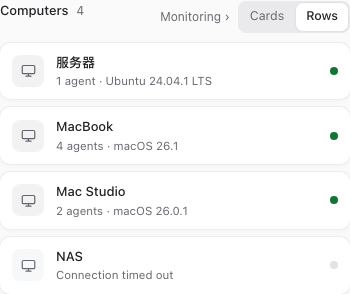 Computers 4
Monitoring ›
Cards
Rows
服务器
1 agent · Ubuntu 24.04.1 LTS
MacBook
4 agents · macOS 26.1
Mac Studio
2 agents · macOS 26.0.1
NAS
Connection timed out